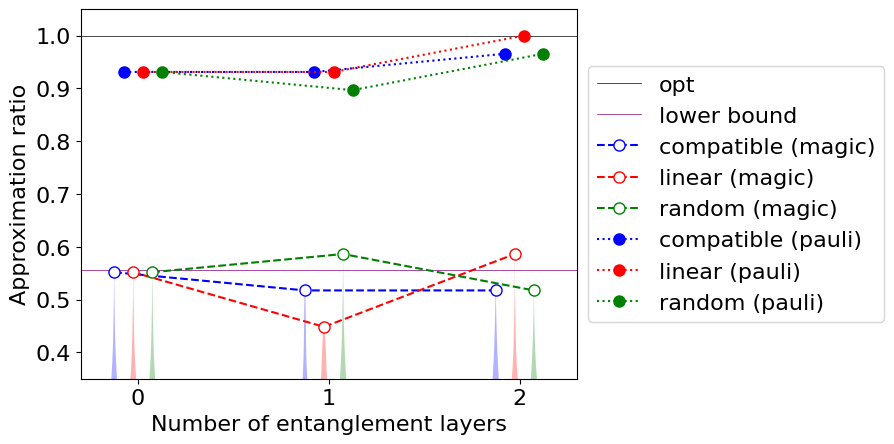 Approximation ratio
1.0
0.9
0.8
0.7
0.6
0.5
0.4
0
1
2
Number of entanglement layers
opt
lower bound
compatible (magic)
linear (magic)
random (magic)
compatible (pauli)
linear (pauli)
random (pauli)